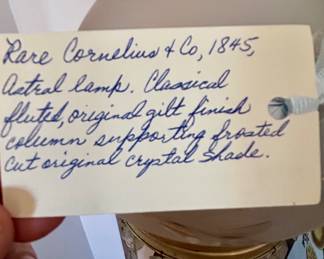 Rare Cornelius & Co, 1845,
Astral lamp. Classical
fluted, original gilt finish
column supporting frosted
cut original crystal shade.